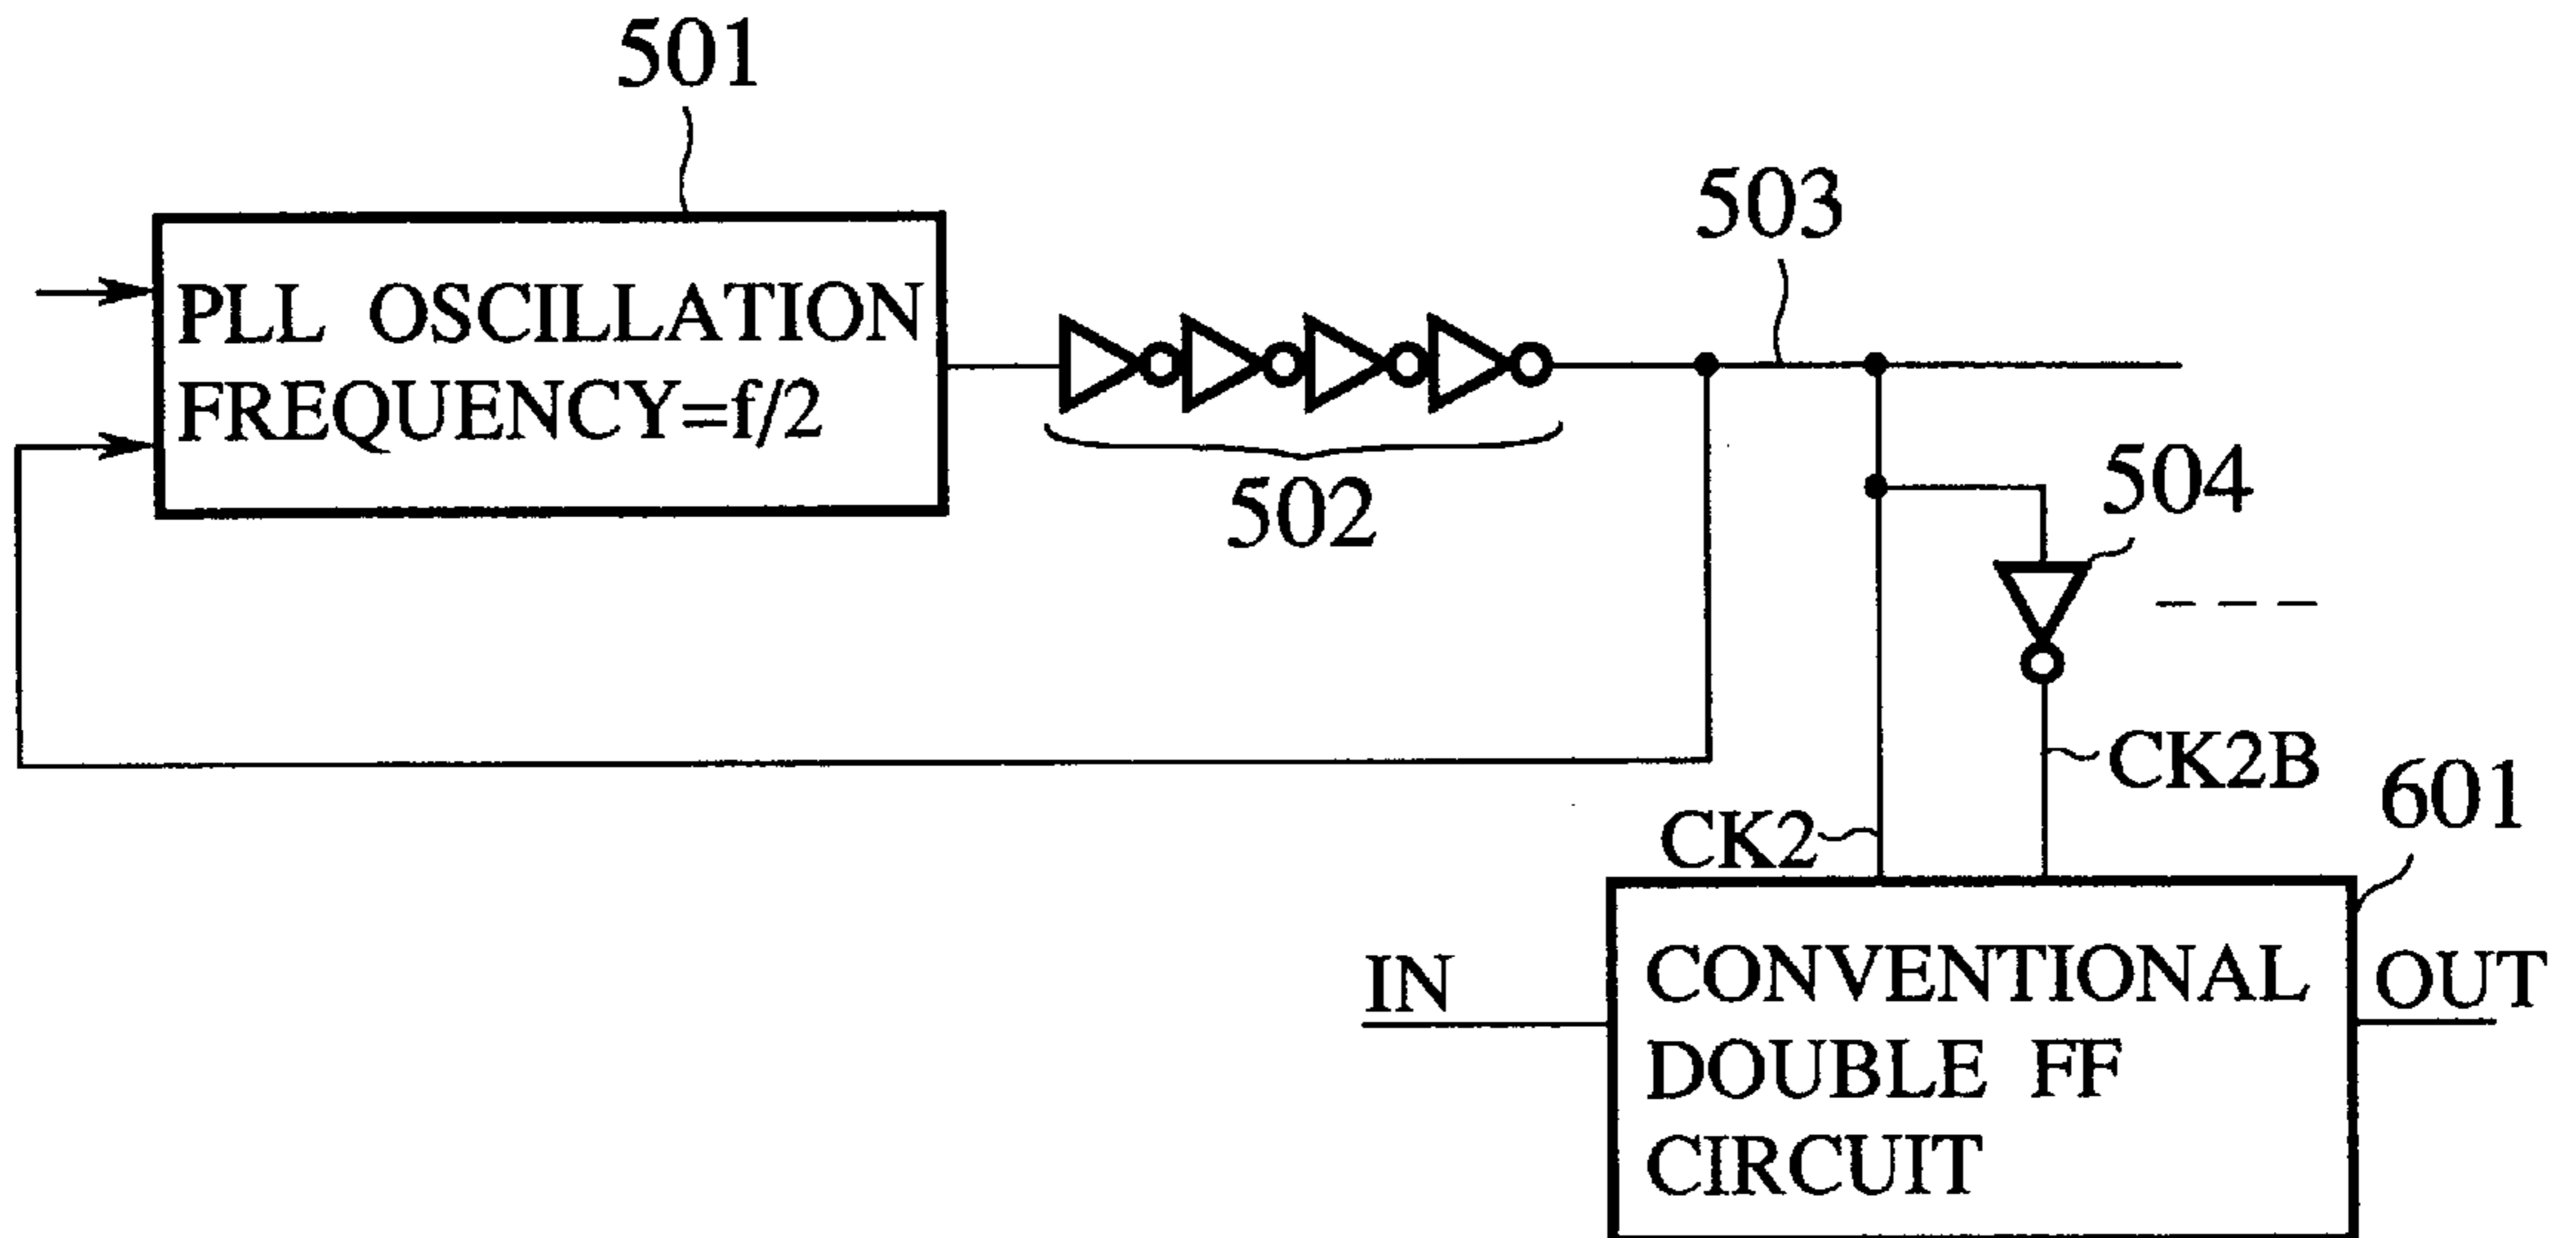 501
503
PLL OSCILLATION
FREQUENCY=f/2
502
504
CK2B
601
CK2
IN
CONVENTIONAL
DOUBLE FF
CIRCUIT
OUT